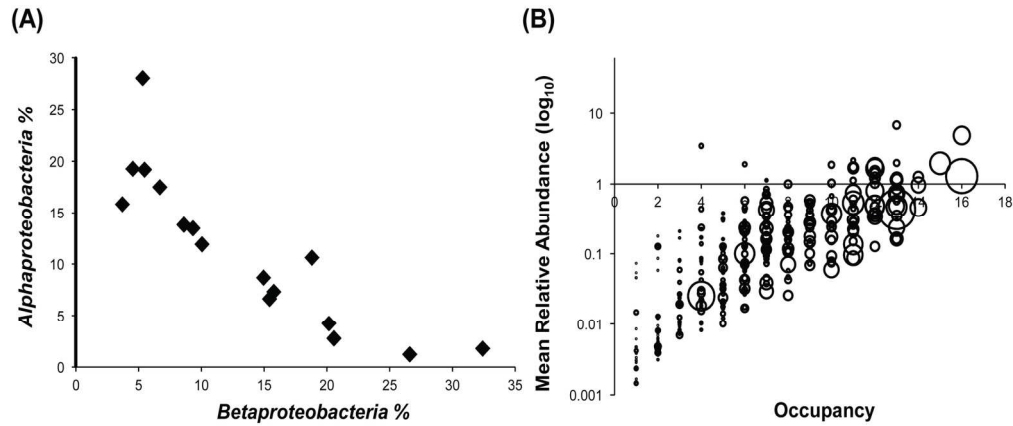 (A)
(B)
Alphaproteobacteria %
30
25
20
15
10
5
0
0 5 10 15 20 25 30 35
Betaproteobacteria %
Mean Relative Abundance (log10)
10
1
0.1
0.01
0.001
0 2 4 6 8 10 12 14 16 18
Occupancy